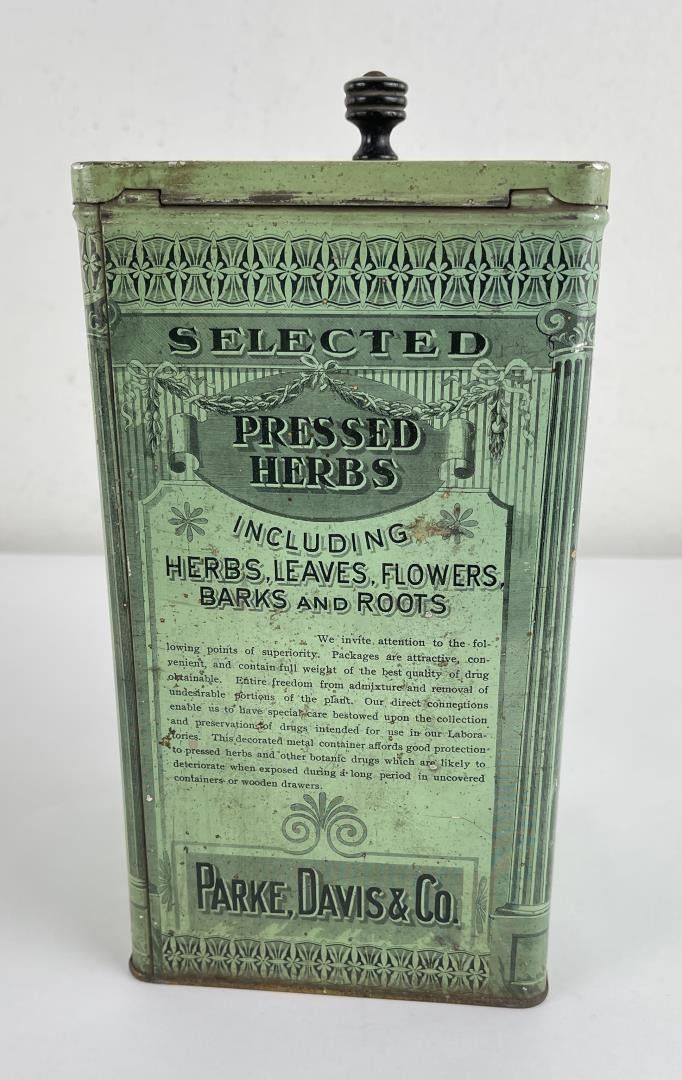 SELECTED
PRESSED
HERBS
INCLUDING
HERBS, LEAVES, FLOWERS,
BARKS AND ROOTS
We invite attention to the fol-
lowing points of superiority. Packages are attractive, con-
venient, and contain full weight of the best quality of drug
obtainable. Entire freedom from admixture and removal of
undesirable portions of the plant. Our direct connections
enable us to have special care bestowed upon the collection
and preservation of drugs intended for use in our Labora-
tories. This decorated metal container affords good protection
to pressed herbs and other botanic drugs which are likely to
deteriorate when exposed during a long period in uncovered
containers or wooden drawers.
PARKE, DAVIS & CO.